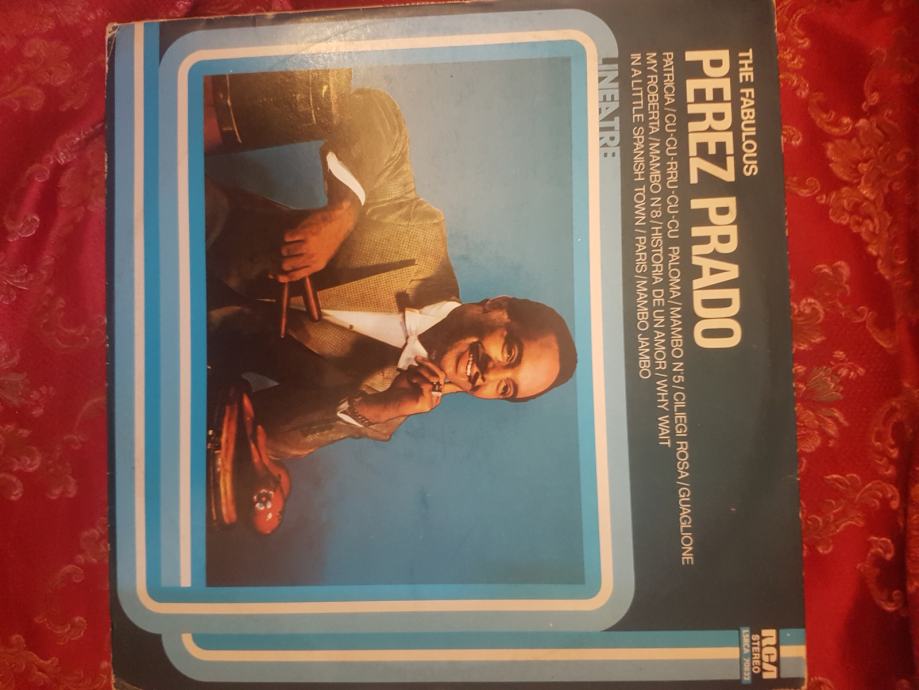 THE FABULOUS
PEREZ PRADO
PATRICIA / CU-CU-RRU-CU-CU PALOMA / MAMBO N°5 / CILIEGI ROSA / GUAGLIONE
MY ROBERTA / MAMBO N°8 / HISTORIA DE UN AMOR / WHY WAIT
IN A LITTLE SPANISH TOWN / PARIS / MAMBO JAMBO
LINEATRE
RCA
STEREO